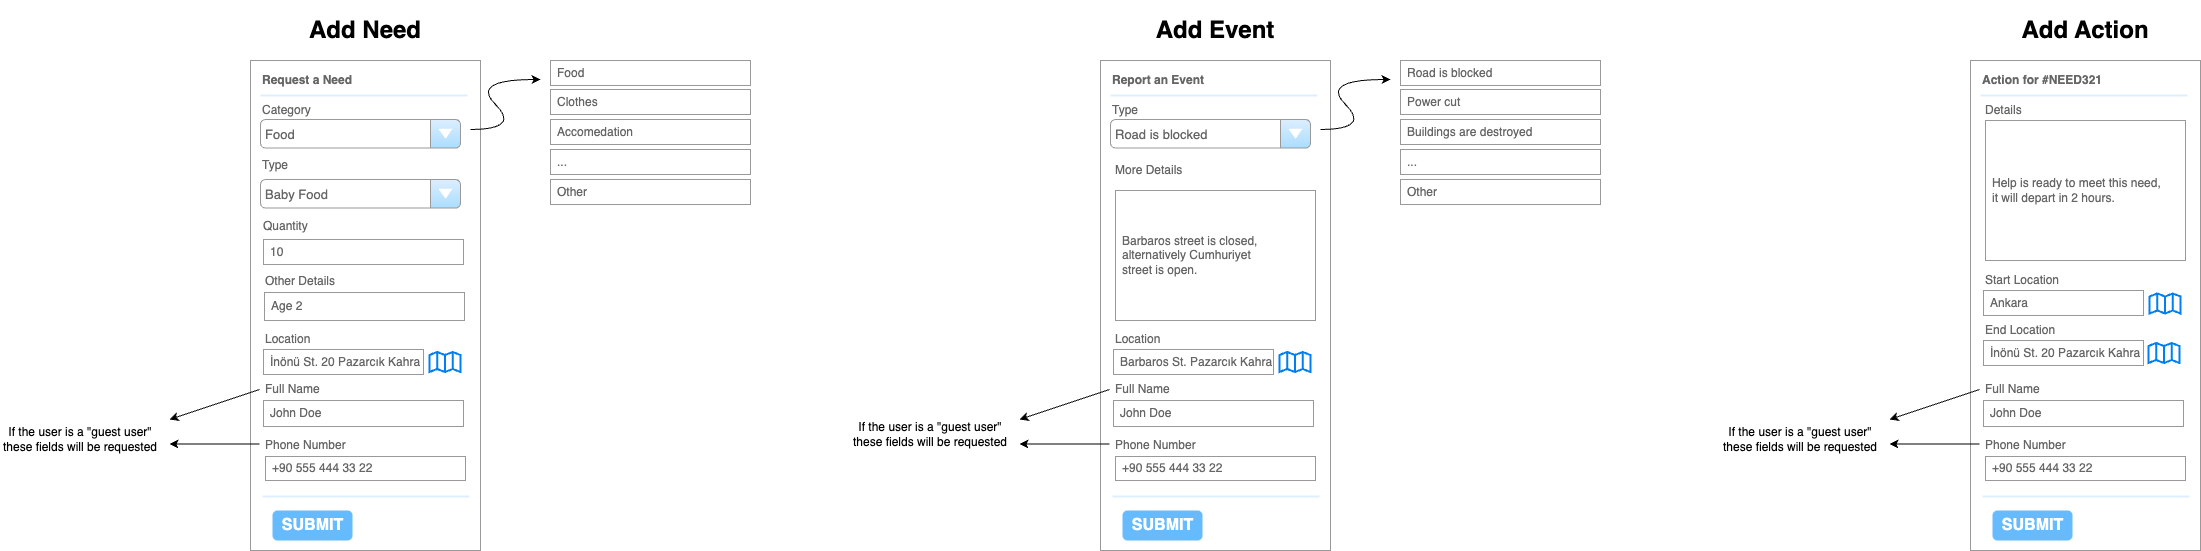 Add Need
Request a Need
Category
Food
Type
Baby Food
Quantity
10
Other Details
Age 2
Location
İnönü St. 20 Pazarcık Kahra
Full Name
John Doe
Phone Number
+90 555 444 33 22
SUBMIT
If the user is a "guest user"
these fields will be requested
Food
Clothes
Accomedation
...
Other
Add Event
Report an Event
Type
Road is blocked
More Details
Barbaros street is closed,
alternatively Cumhuriyet
street is open.
Location
Barbaros St. Pazarcık Kahra
Full Name
John Doe
Phone Number
+90 555 444 33 22
SUBMIT
If the user is a "guest user"
these fields will be requested
Road is blocked
Power cut
Buildings are destroyed
...
Other
Add Action
Action for #NEED321
Details
Help is ready to meet this need,
it will depart in 2 hours.
Start Location
Ankara
End Location
İnönü St. 20 Pazarcık Kahra
Full Name
John Doe
Phone Number
+90 555 444 33 22
SUBMIT
If the user is a "guest user"
these fields will be requested